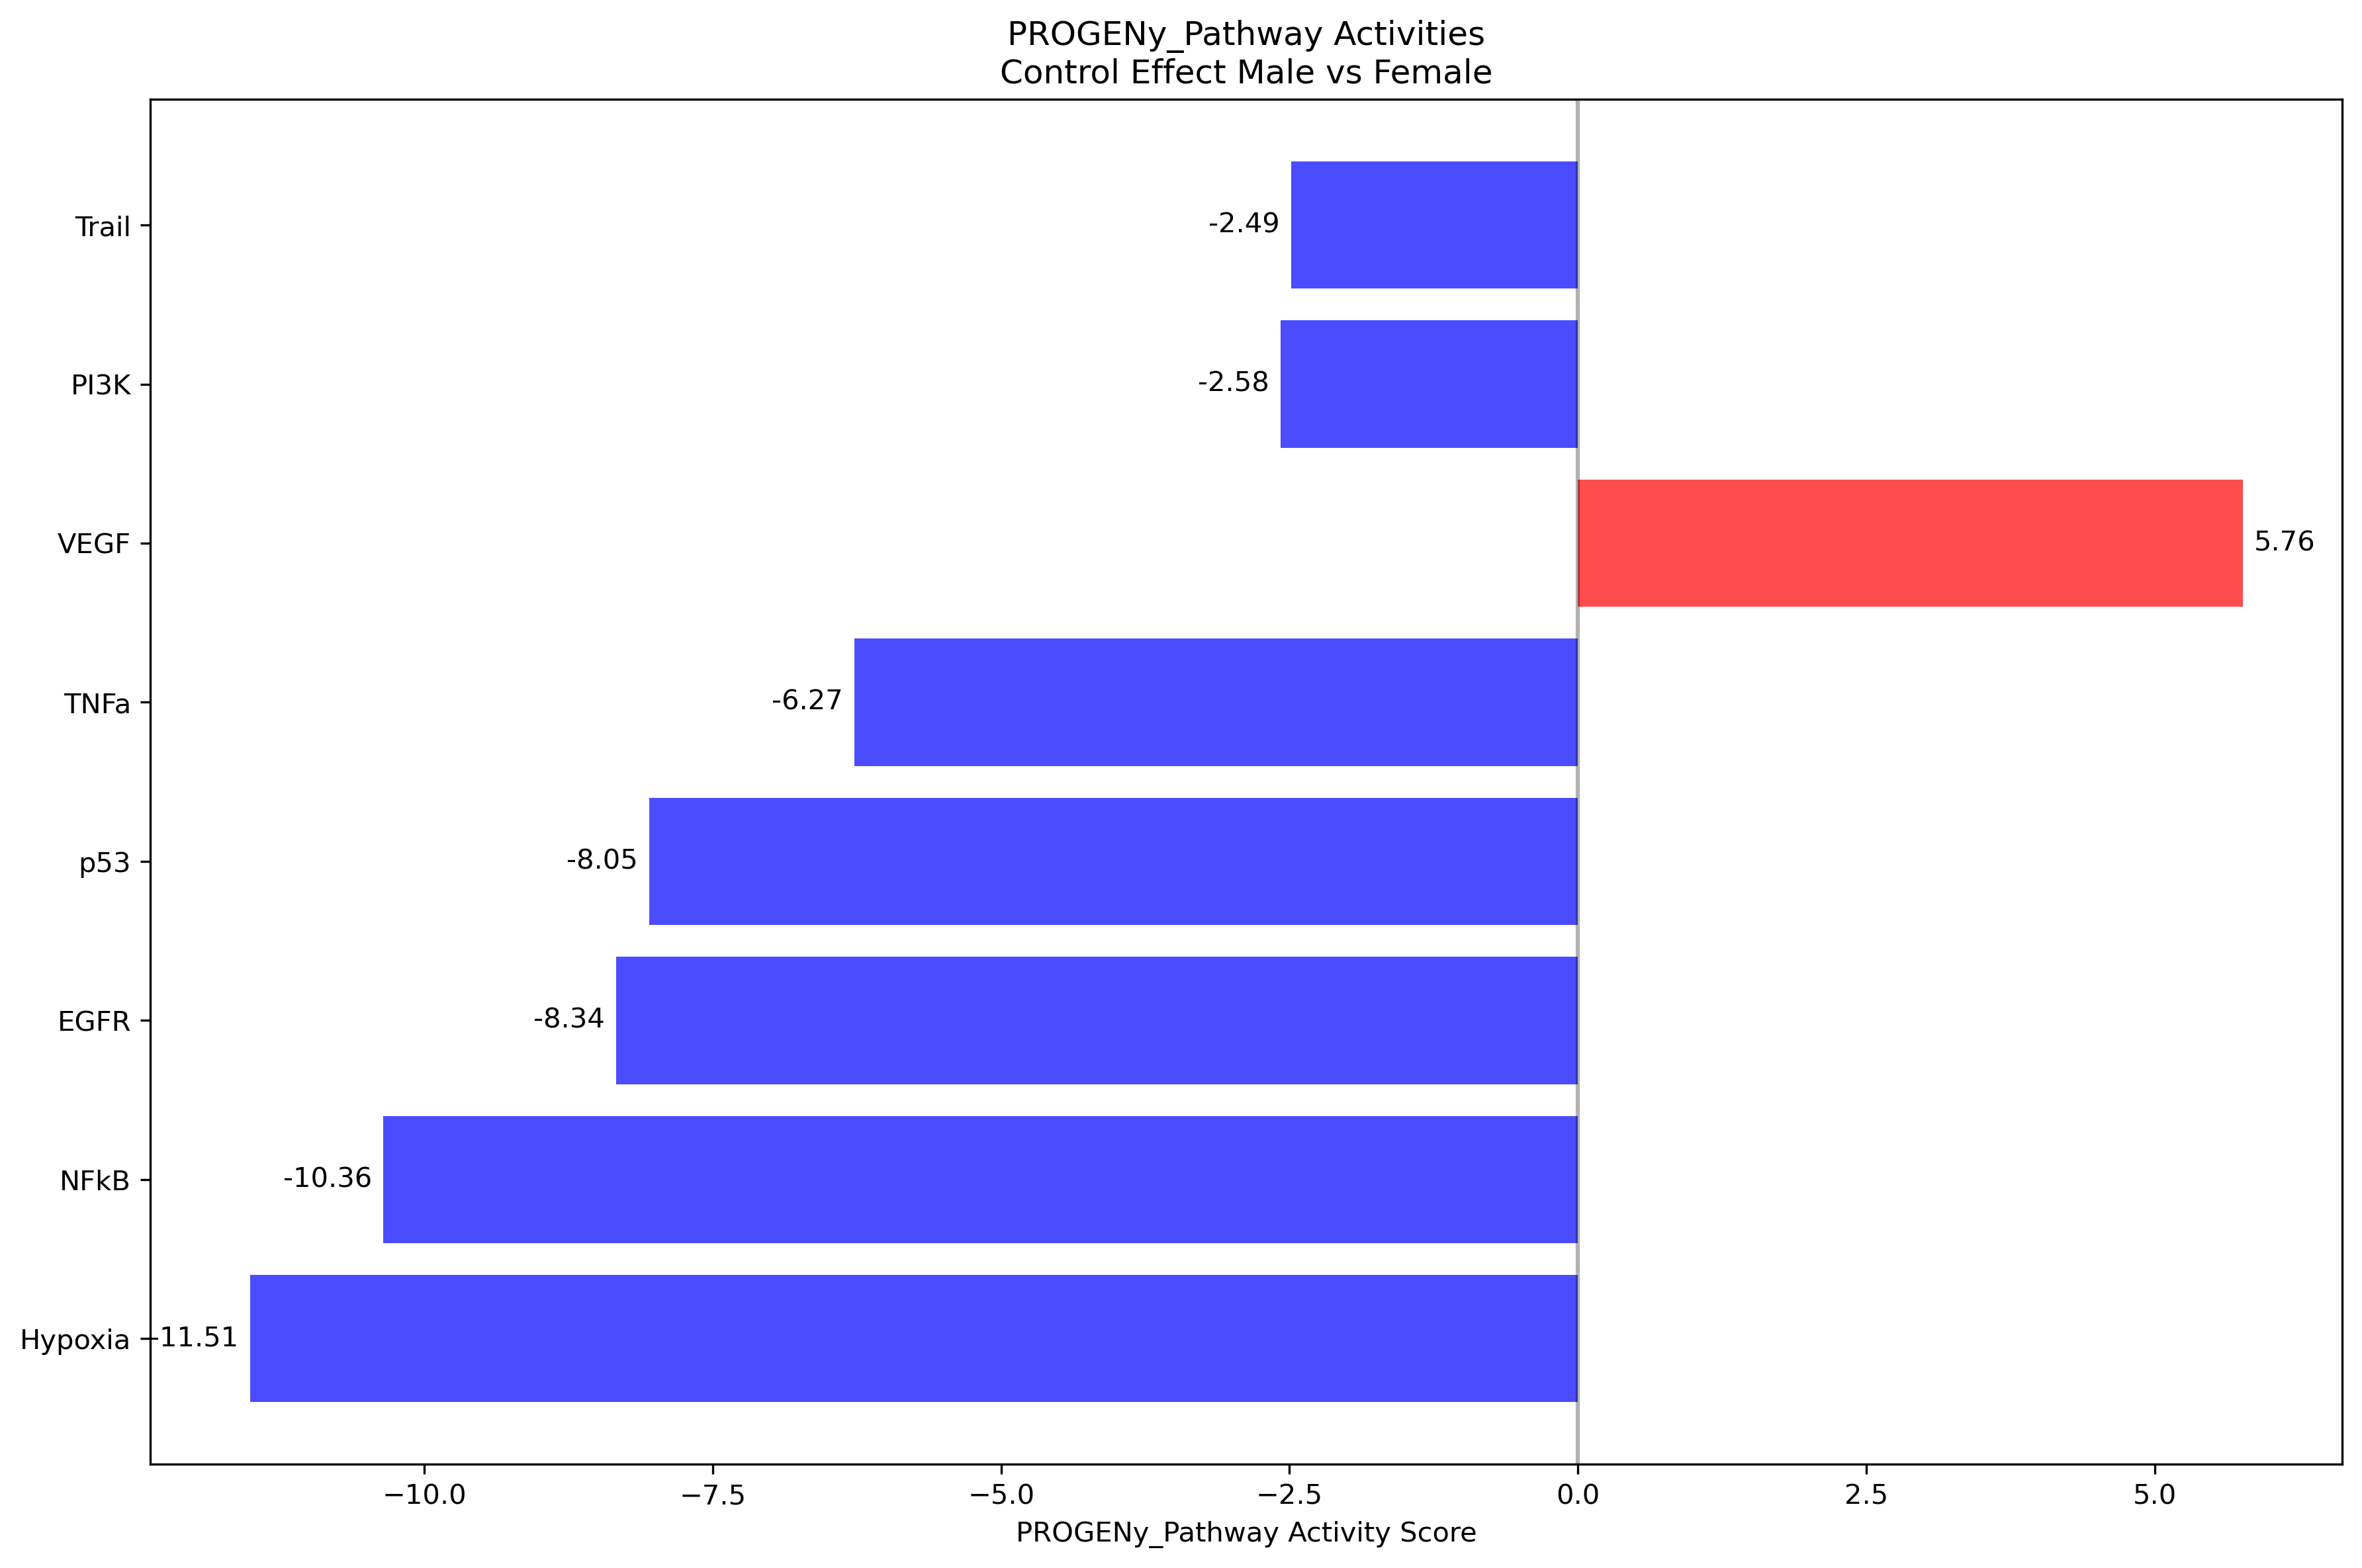 PROGENy_Pathway Activities
Control Effect Male vs Female
Trail
-2.49
PI3K
-2.58
VEGF
5.76
TNFa
-6.27
p53
-8.05
EGFR
-8.34
NFkB
-10.36
Hypoxia
-11.51
−10.0
−7.5
−5.0
−2.5
0.0
2.5
5.0
PROGENy_Pathway Activity Score